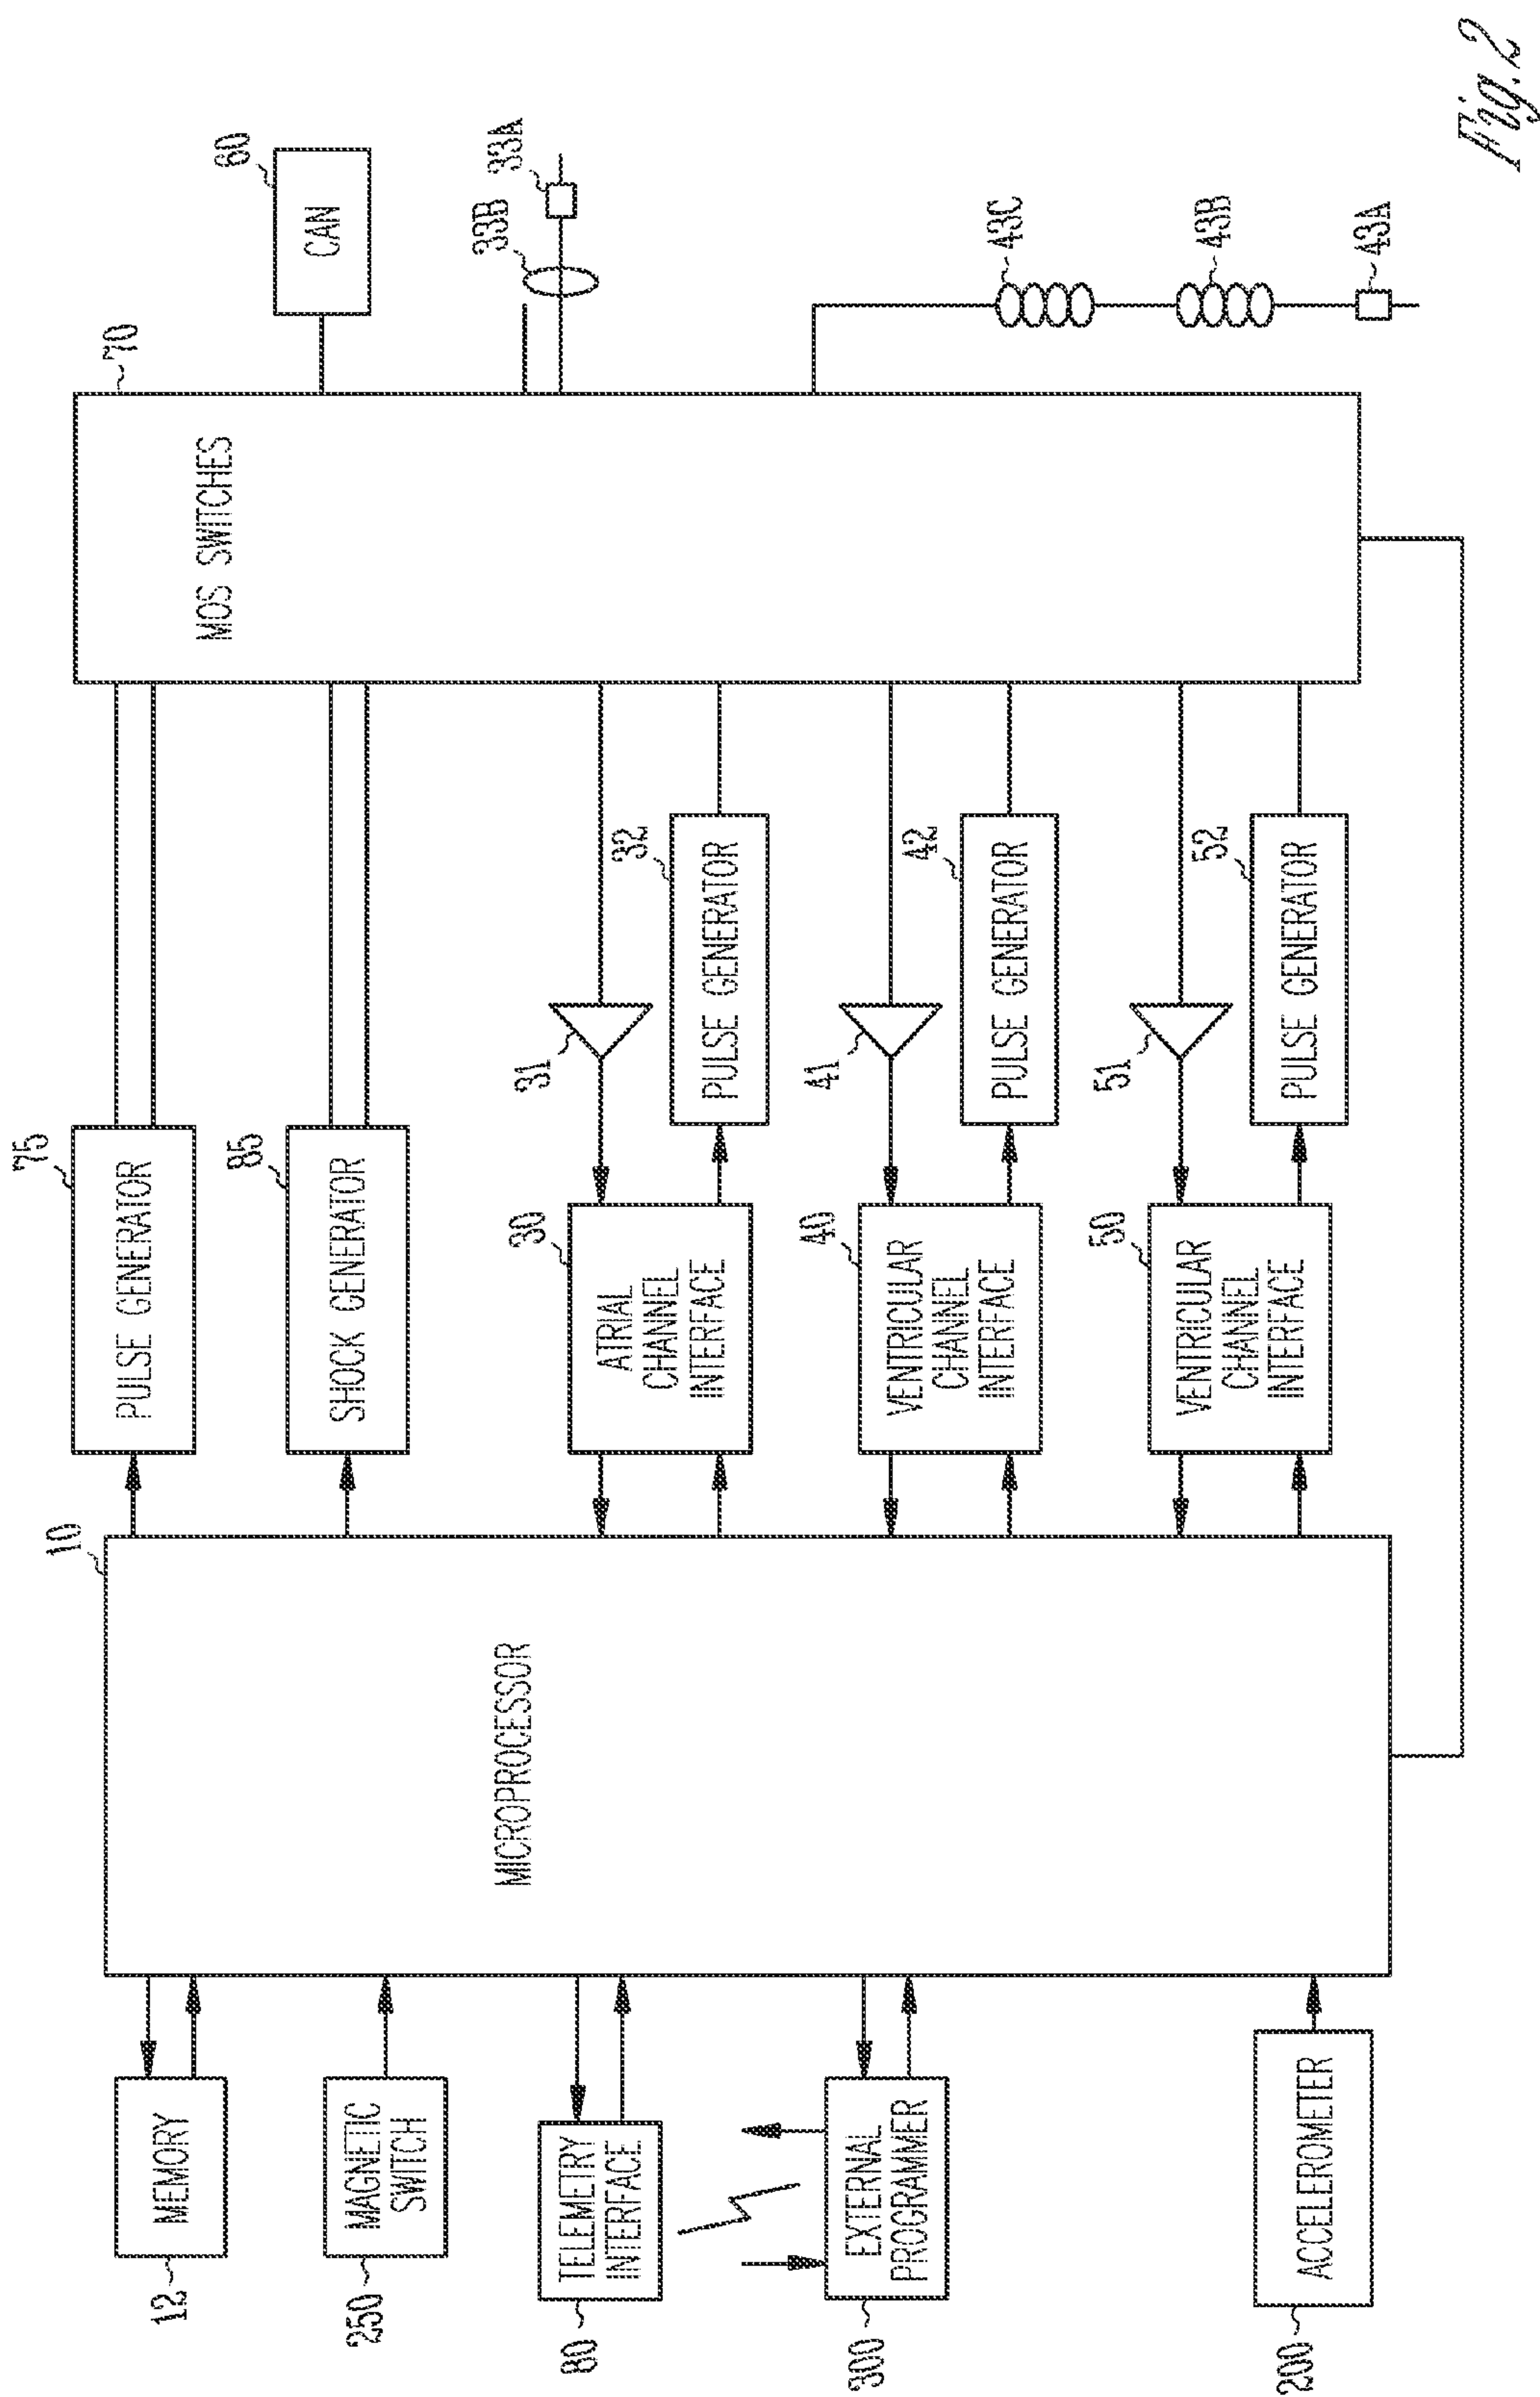 12
MEMORY
250
MAGNETIC
SWITCH
80
TELEMETRY
INTERFACE
300
EXTERNAL
PROGRAMMER
200
ACCELEROMETER
10
MICROPROCESSOR
75
PULSE GENERATOR
85
SHOCK GENERATOR
30
ATRIAL
CHANNEL
INTERFACE
31
32
PULSE GENERATOR
40
VENTRICULAR
CHANNEL
INTERFACE
41
42
PULSE GENERATOR
50
VENTRICULAR
CHANNEL
INTERFACE
51
52
PULSE GENERATOR
70
MOS SWITCHES
60
CAN
33B
33A
43C
43B
43A
Fig.2